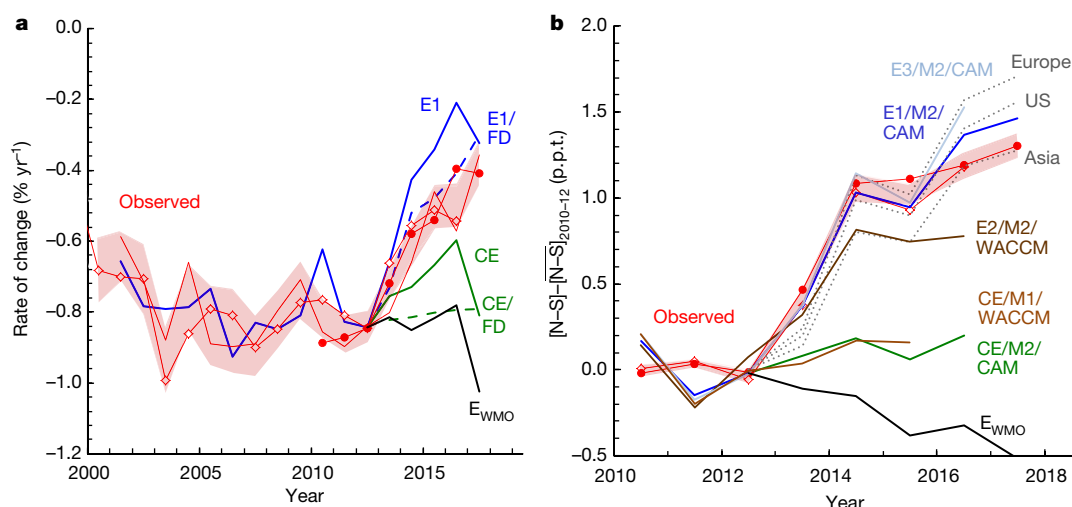 a
Rate of change (% yr⁻¹)
0.0
−0.2
−0.4
−0.6
−0.8
−1.0
−1.2
2000
2005
2010
2015
Year
Observed
E1
E1/
FD
CE
CE/
FD
E_WMO
b
[N–S]–[N–S]₂₀₁₀₋₁₂ (p.p.t.)
2.0
1.5
1.0
0.5
0.0
−0.5
2010
2012
2014
2016
2018
Year
E3/M2/CAM
Europe
E1/M2/
CAM
US
Asia
E2/M2/
WACCM
Observed
CE/M1/
WACCM
CE/M2/
CAM
E_WMO